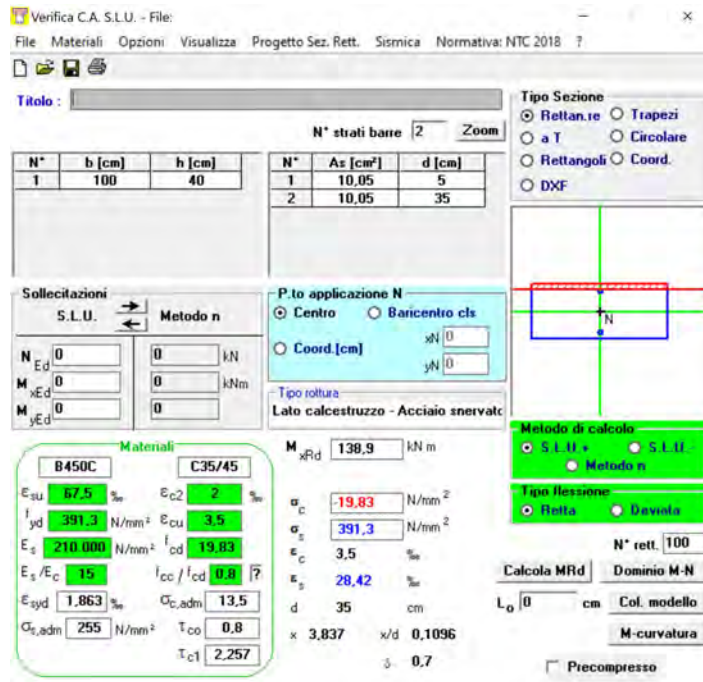 Verifica C.A. S.L.U. - File:
File Materiali Opzioni Visualizza Progetto Sez. Rett. Sismica Normativa: NTC 2018 ?
Titolo :
N° strati barre 2 Zoom
N° b [cm] h [cm]
1 100 40
N° As [cm²] d [cm]
1 10,05 5
2 10,05 35
Tipo Sezione
Rettan.re Trapezi
a T Circolare
Rettangoli Coord.
DXF
N
Sollecitazioni
S.L.U. Metodo n
N Ed 0 0 kN
M xEd 0 0 kNm
M yEd 0 0
P.to applicazione N
Centro Baricentro cls
Coord.[cm]
xN 0
yN 0
Tipo rottura
Lato calcestruzzo - Acciaio snervato
Metodo di calcolo
S.L.U.+ S.L.U.-
Metodo n
Tipo flessione
Retta Deviata
Materiali
B450C C35/45
εsu 67,5 ‰ εc2 2 ‰
fyd 391,3 N/mm² εcu 3,5
Es 210.000 N/mm² fcd 19,83
Es/Ec 15 fcc / fcd 0,8 ?
εsyd 1,863 ‰ σc,adm 13,5
σs,adm 255 N/mm² τco 0,8
τc1 2,257
M xRd 138,9 kN m
σc -19,83 N/mm²
σs 391,3 N/mm²
εc 3,5 ‰
εs 28,42 ‰
d 35 cm
x 3,837 x/d 0,1096
δ 0,7
N° rett. 100
Calcola MRd Dominio M-N
Lo 0 cm Col. modello
M-curvatura
Precompresso